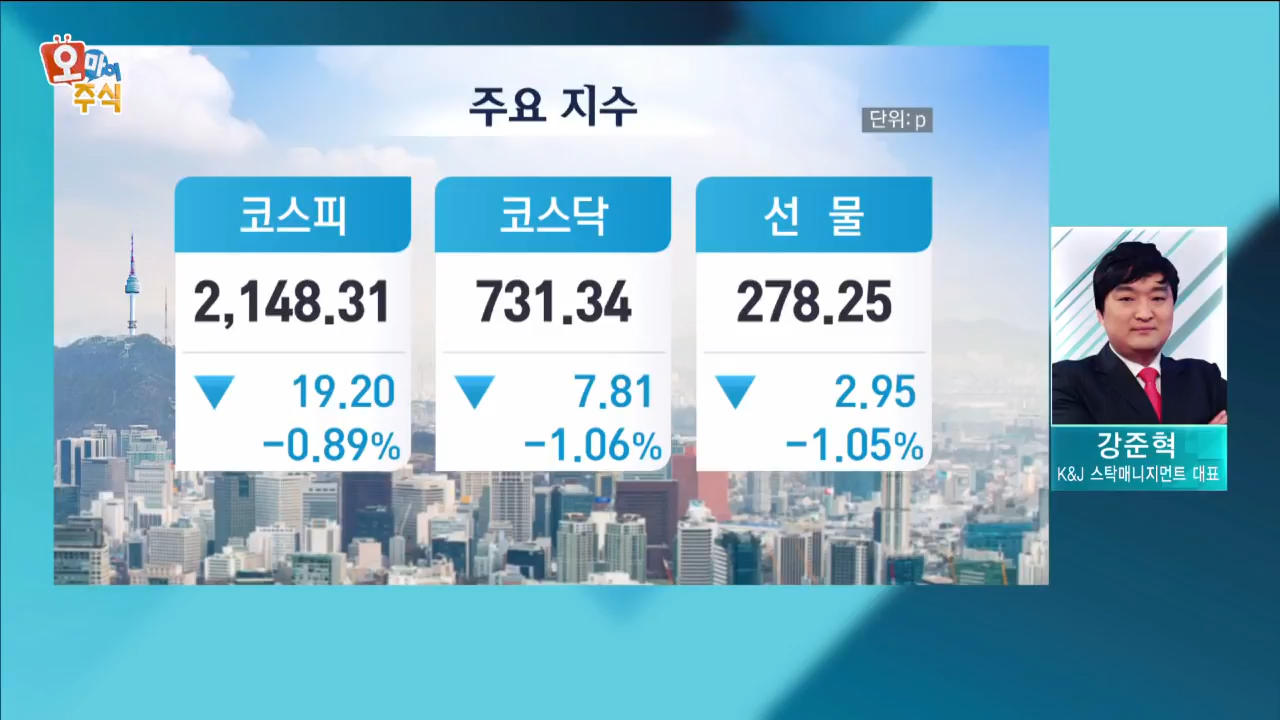 오마이
주식
주요 지수
단위:p
코스피
2,148.31
▼ 19.20
-0.89%
코스닥
731.34
▼ 7.81
-1.06%
선 물
278.25
▼ 2.95
-1.05%
강준혁
K&J 스탁매니지먼트 대표